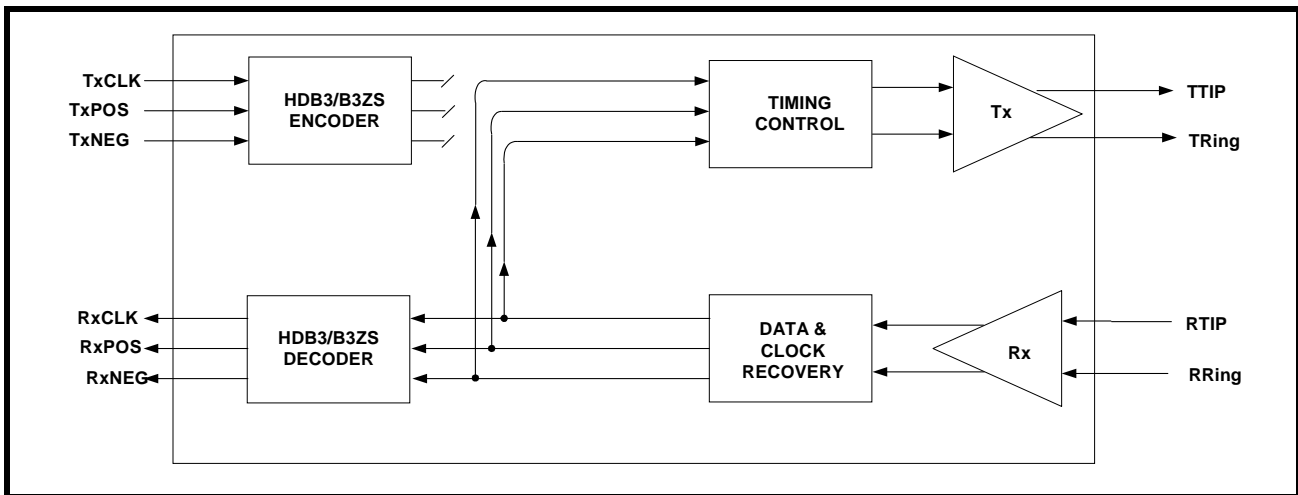 TxCLK
TxPOS
TxNEG
HDB3/B3ZS
ENCODER
TIMING
CONTROL
Tx
TTIP
TRing
RxCLK
RxPOS
RxNEG
HDB3/B3ZS
DECODER
DATA &
CLOCK
RECOVERY
Rx
RTIP
RRing